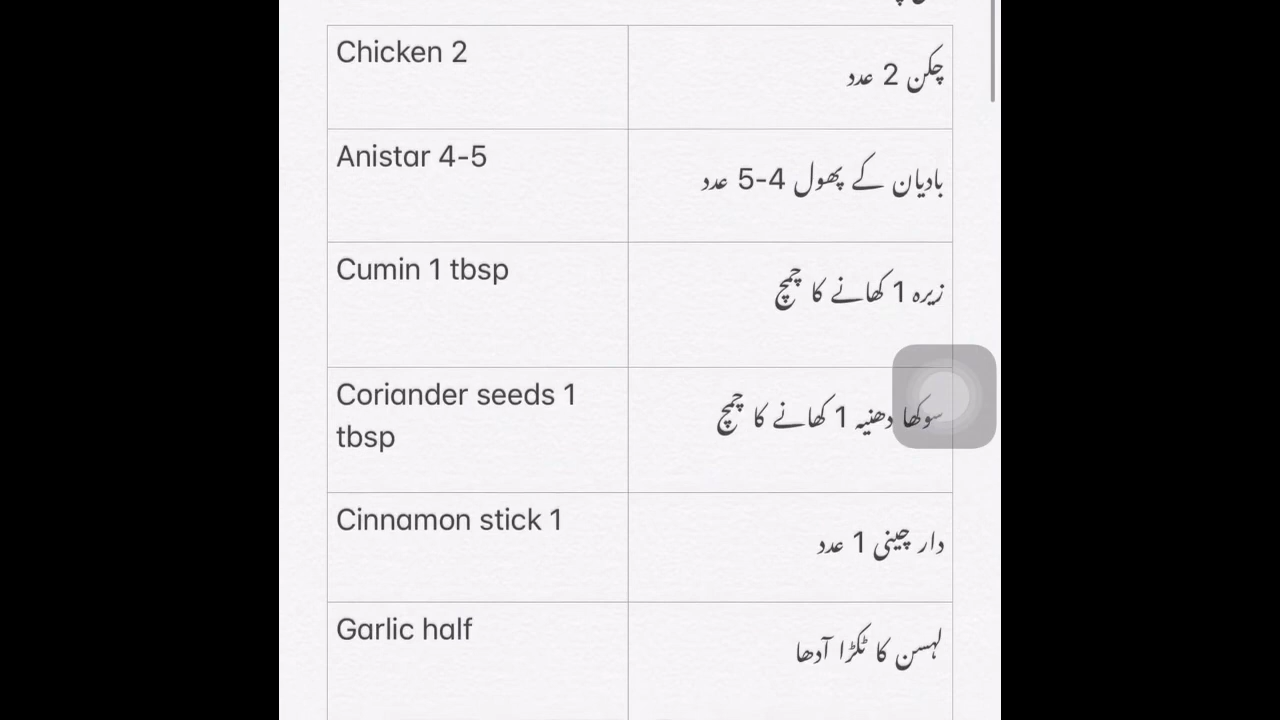 Chicken 2
چکن 2 عدد
Anistar 4-5
بادیان کے پھول 4-5 عدد
Cumin 1 tbsp
زیرہ 1 کھانے کا چمچ
Coriander seeds 1
tbsp
سوکھا دھنیہ 1 کھانے کا چمچ
Cinnamon stick 1
دار چینی 1 عدد
Garlic half
لہسن کا ٹکڑا آدھا